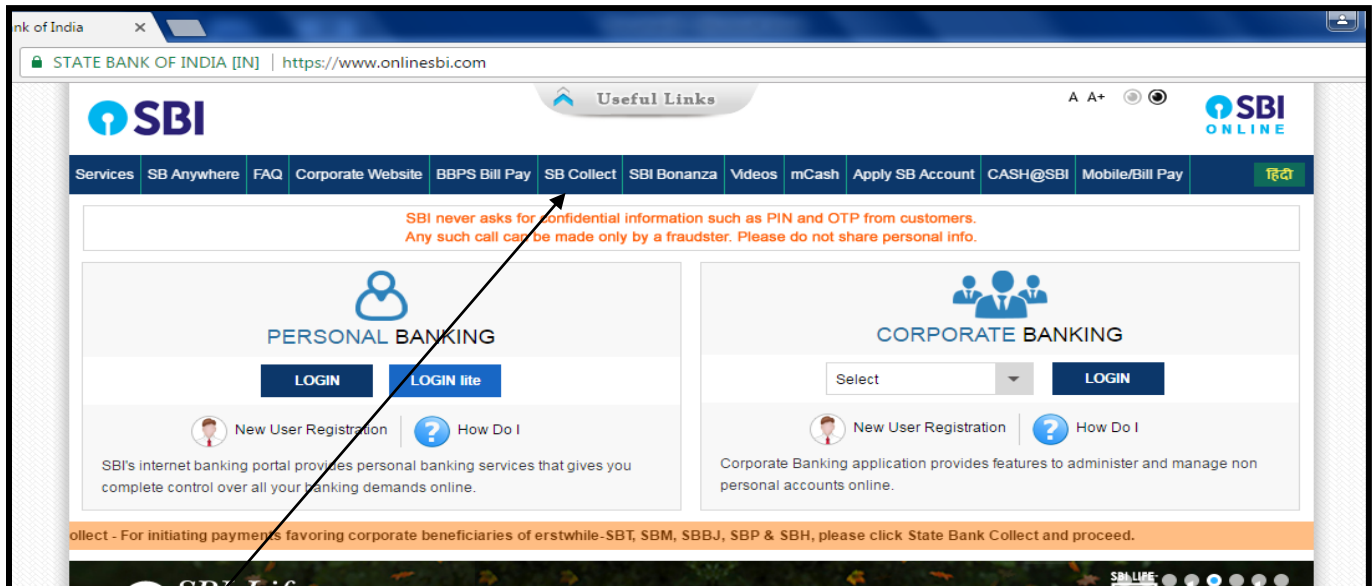 nk of India
STATE BANK OF INDIA [IN] | https://www.onlinesbi.com
SBI
Useful Links
A A+
SBI
ONLINE
Services SB Anywhere FAQ Corporate Website BBPS Bill Pay SB Collect SBI Bonanza Videos mCash Apply SB Account CASH@SBI Mobile/Bill Pay हिंदी
SBI never asks for confidential information such as PIN and OTP from customers.
Any such call can be made only by a fraudster. Please do not share personal info.
PERSONAL BANKING
LOGIN LOGIN lite
New User Registration ? How Do I
SBI's internet banking portal provides personal banking services that gives you
complete control over all your banking demands online.
CORPORATE BANKING
Select LOGIN
New User Registration ? How Do I
Corporate Banking application provides features to administer and manage non
personal accounts online.
ollect - For initiating payments favoring corporate beneficiaries of erstwhile-SBT, SBM, SBBJ, SBP & SBH, please click State Bank Collect and proceed.
SBI Life
SBI LIFE